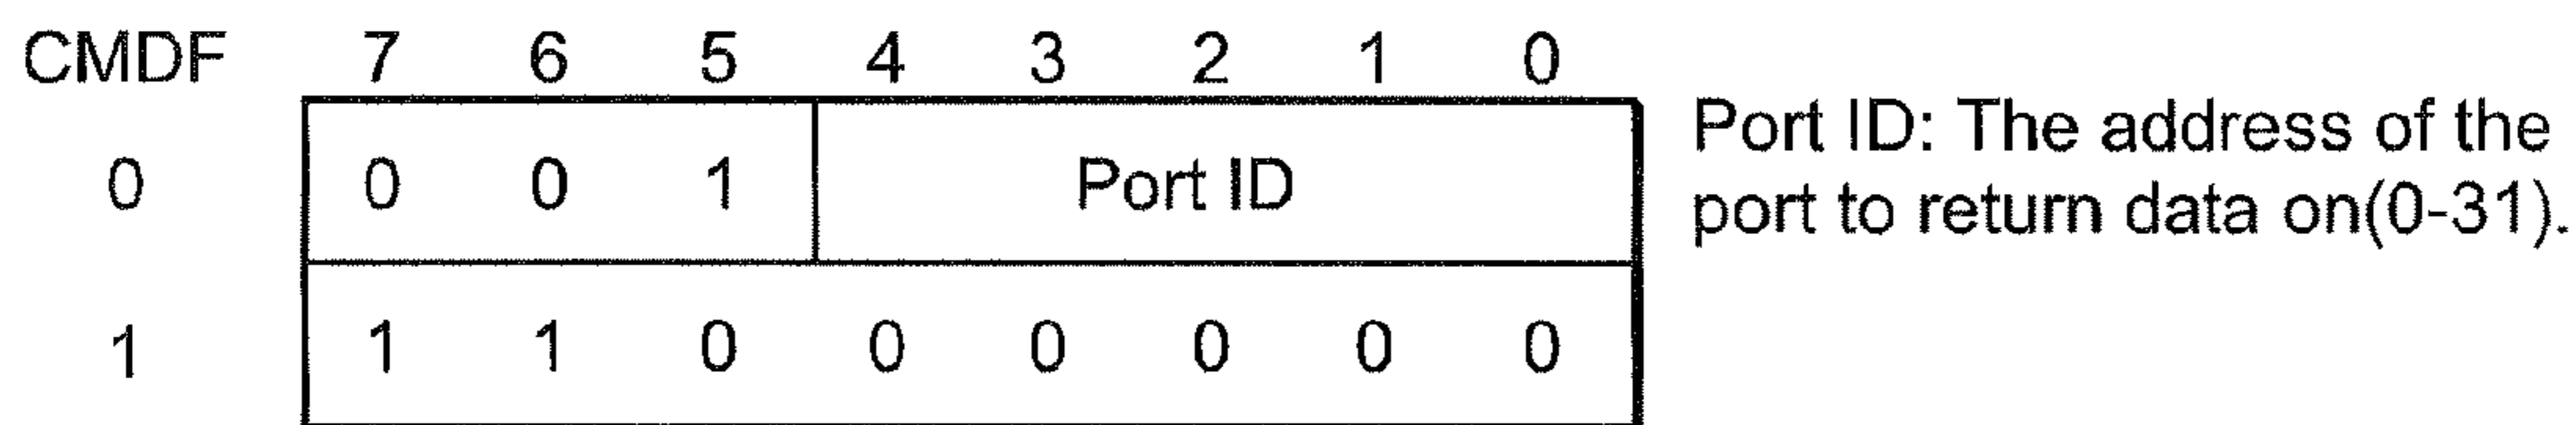 CMDF 7 6 5 4 3 2 1 0
0 0 0 1 Port ID
Port ID: The address of the
port to return data on(0-31).
1 1 1 0 0 0 0 0 0